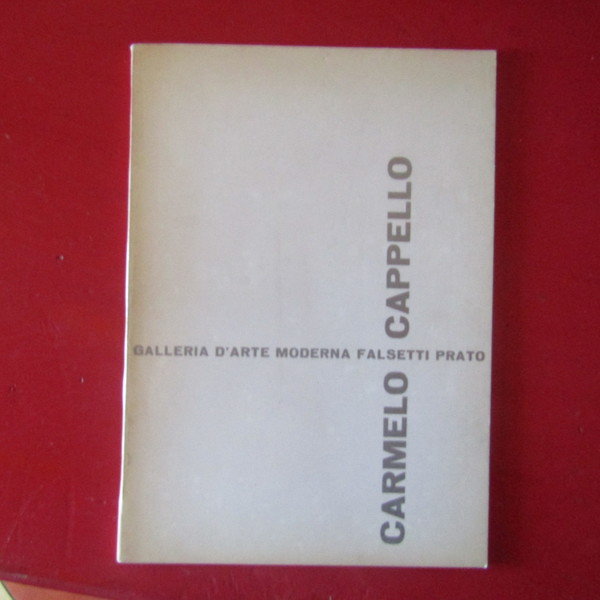 CARMELO CAPPELLO
GALLERIA D'ARTE MODERNA FALSETTI PRATO